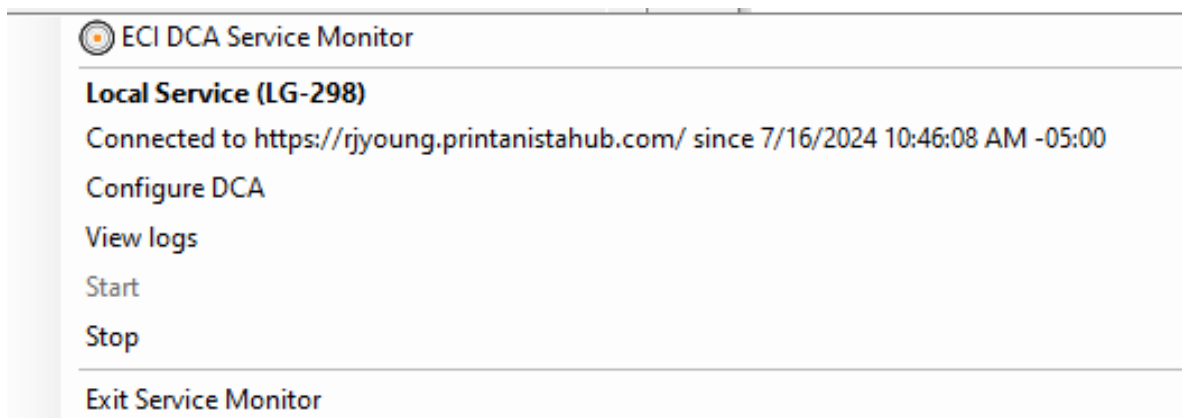 ECI DCA Service Monitor
Local Service (LG-298)
Connected to https://rjyoung.printanistahub.com/ since 7/16/2024 10:46:08 AM -05:00
Configure DCA
View logs
Start
Stop
Exit Service Monitor